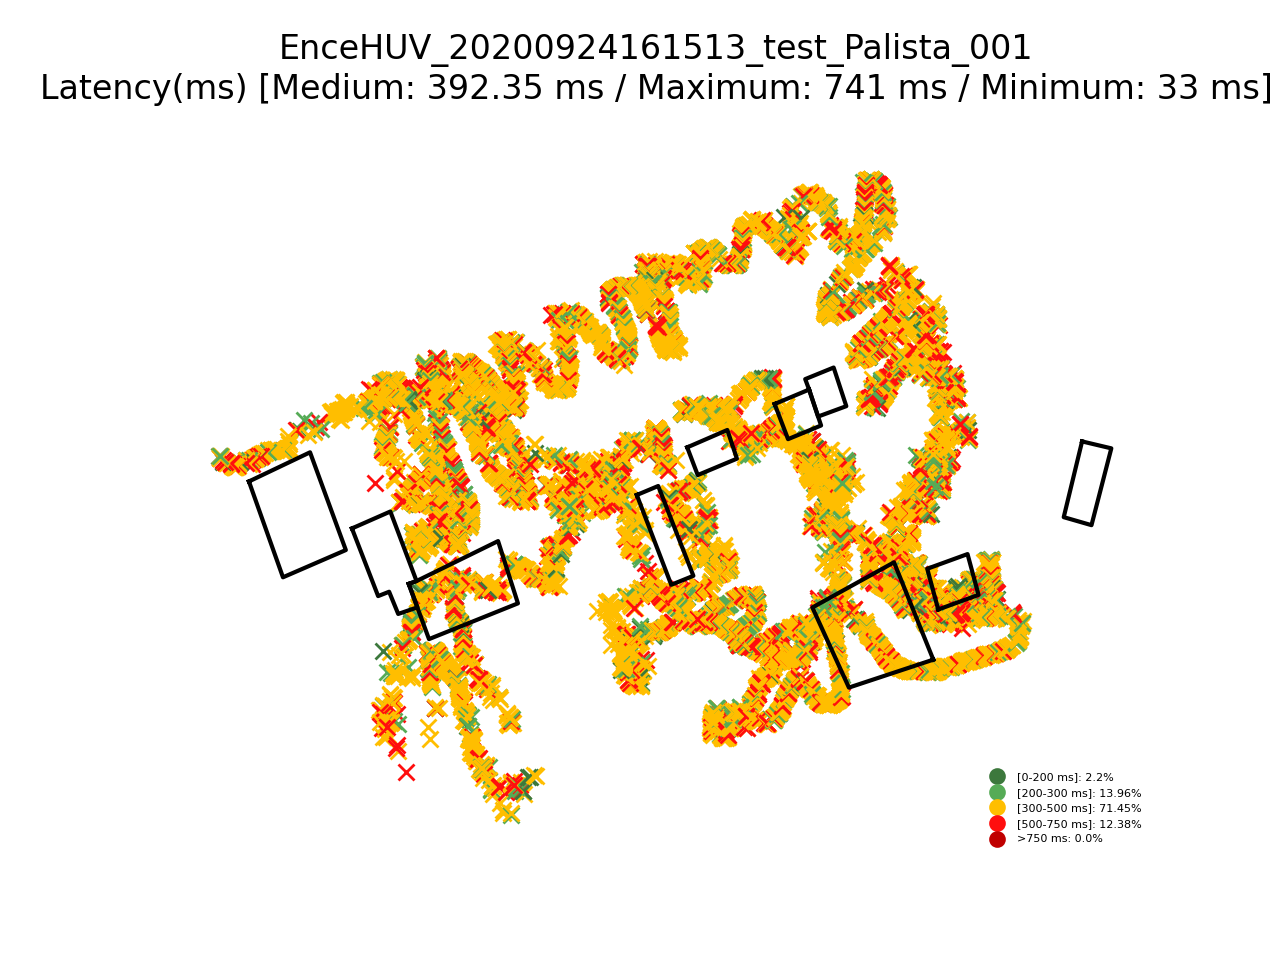 EnceHUV_20200924161513_test_Palista_001
Latency(ms) [Medium: 392.35 ms / Maximum: 741 ms / Minimum: 33 ms]
[0-200 ms]: 2.2%
[200-300 ms]: 13.96%
[300-500 ms]: 71.45%
[500-750 ms]: 12.38%
>750 ms: 0.0%